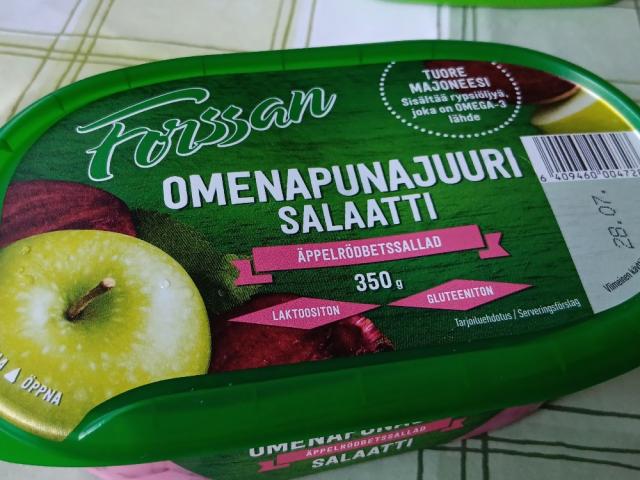 Forssan
TUORE
MAJONEESI
Sisältää rypsiöljyä,
joka on OMEGA-3
lähde
OMENAPUNAJUURI
SALAATTI
ÄPPELRÖDBETSSALLAD
350 g
LAKTOOSITON
GLUTEENITON
Tarjoiluehdotus / Serveringsförslag
28.07.
Viimeinen
ÖPPNA
ÄPPELRÖDBETSSALLAD
SALAATTI